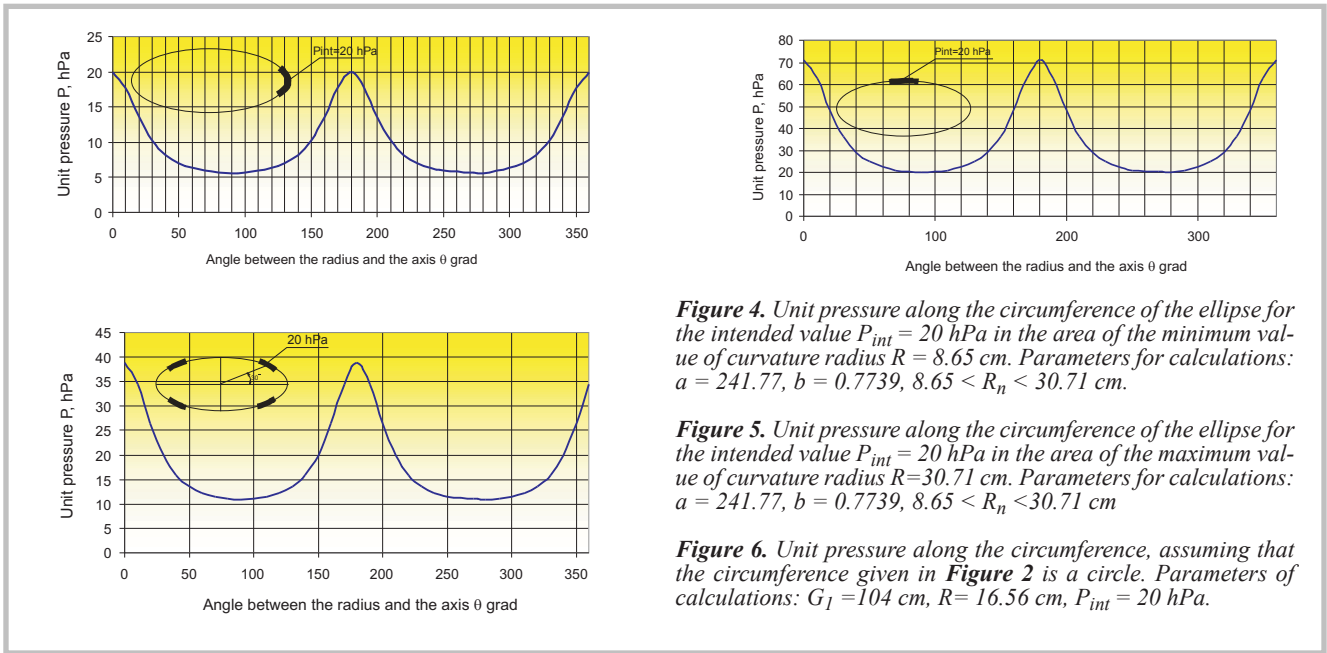 25
20
15
10
5
0
Unit pressure P, hPa
Pint=20 hPa
0 50 100 150 200 250 300 350
Angle between the radius and the axis θ grad
80
70
60
50
40
30
20
10
0
Unit pressure P, hPa
Pint=20 hPa
0 100 200 300
Angle between the radius and the axis θ grad
45
40
35
30
25
20
15
10
5
0
Unit pressure P, hPa
20 hPa
0 50 100 150 200 250 300 350
Angle between the radius and the axis θ grad
Figure 4. Unit pressure along the circumference of the ellipse for
the intended value Pint = 20 hPa in the area of the minimum val-
ue of curvature radius R = 8.65 cm. Parameters for calculations:
a = 241.77, b = 0.7739, 8.65 < Rn < 30.71 cm.
Figure 5. Unit pressure along the circumference of the ellipse for
the intended value Pint = 20 hPa in the area of the maximum val-
ue of curvature radius R=30.71 cm. Parameters for calculations:
a = 241.77, b = 0.7739, 8.65 < Rn <30.71 cm
Figure 6. Unit pressure along the circumference, assuming that
the circumference given in Figure 2 is a circle. Parameters of
calculations: G1 =104 cm, R= 16.56 cm, Pint = 20 hPa.